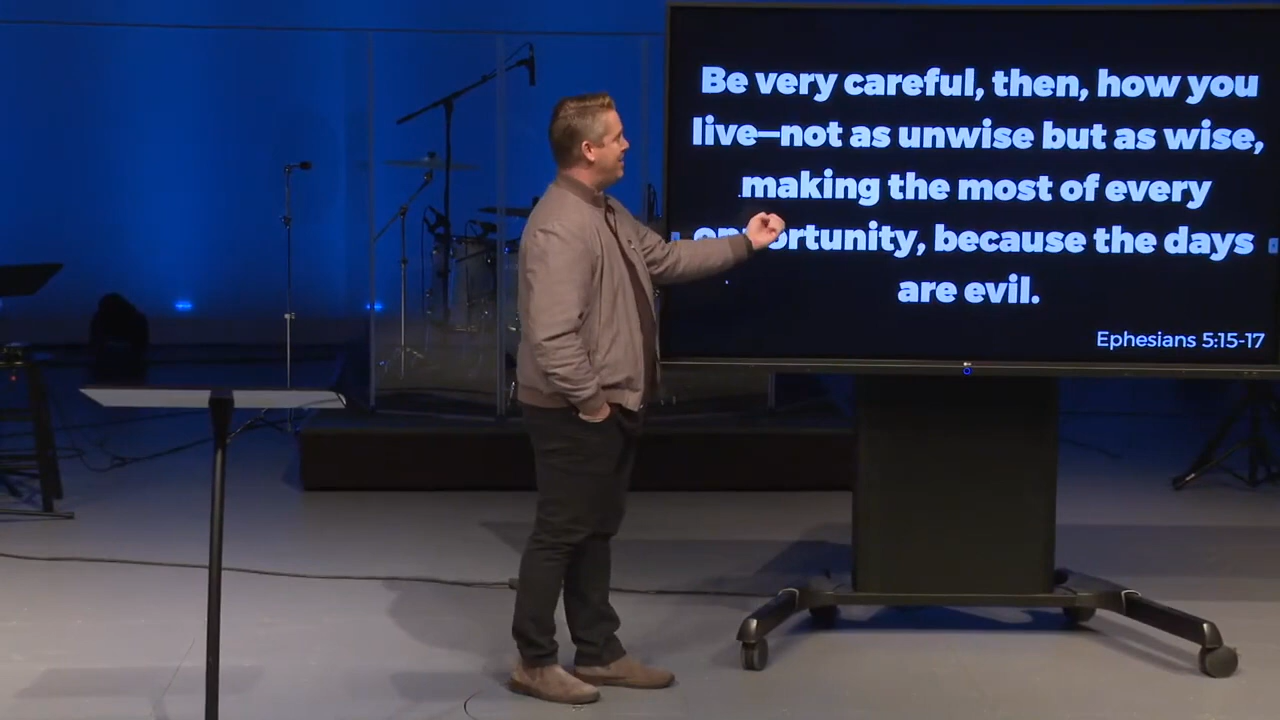 Be very careful, then, how you
live—not as unwise but as wise,
making the most of every
opportunity, because the days
are evil.
Ephesians 5:15-17